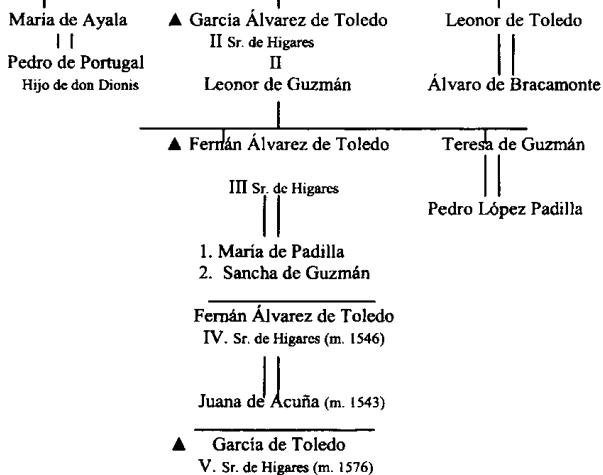 María de Ayala
Pedro de Portugal
Hijo de don Dionis
▲ García Álvarez de Toledo
II Sr. de Higares
Leonor de Guzmán
Leonor de Toledo
Álvaro de Bracamonte
▲ Fernán Álvarez de Toledo
III Sr. de Higares
1. María de Padilla
2. Sancha de Guzmán
Teresa de Guzmán
Pedro López Padilla
Fernán Álvarez de Toledo
IV. Sr. de Higares (m. 1546)
Juana de Acuña (m. 1543)
▲ García de Toledo
V. Sr. de Higares (m. 1576)